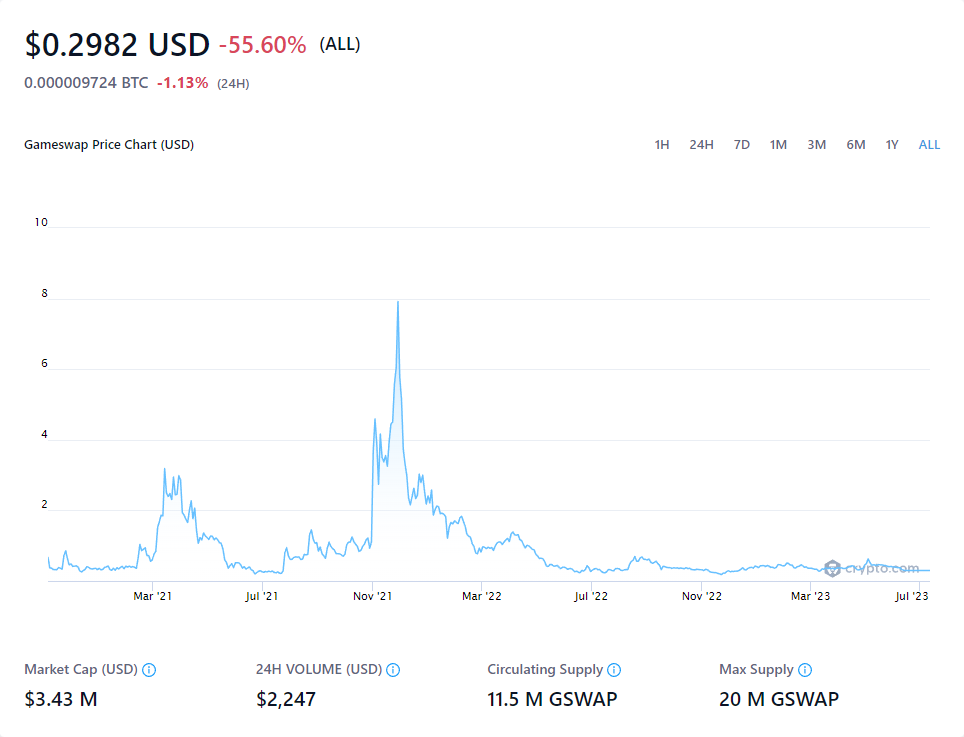 $0.2982 USD -55.60% (ALL)
0.000009724 BTC -1.13% (24H)
Gameswap Price Chart (USD) 1H 24H 7D 1M 3M 6M 1Y ALL
10
8
6
4
2
crypto.com
Mar '21 Jul '21 Nov '21 Mar '22 Jul '22 Nov '22 Mar '23 Jul '23
Market Cap (USD) 24H VOLUME (USD) Circulating Supply Max Supply
$3.43 M $2,247 11.5 M GSWAP 20 M GSWAP